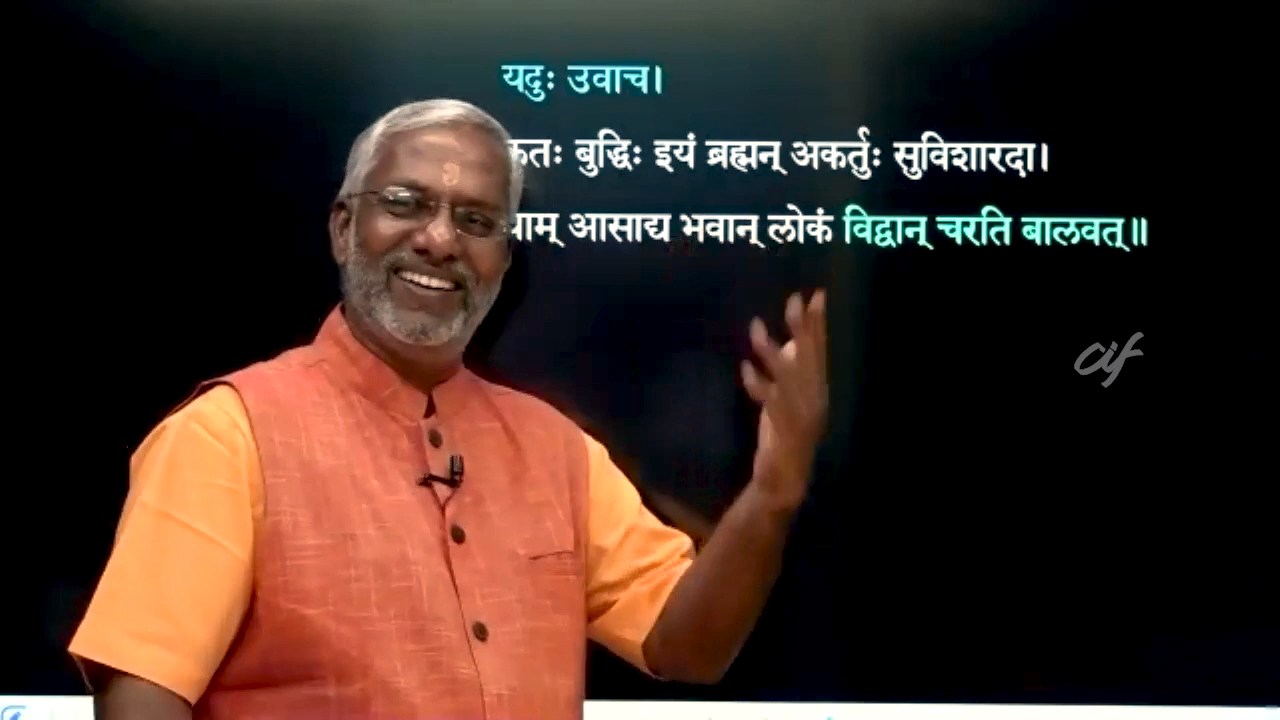 यदुः उवाच।
कुतः बुद्धिः इयं ब्रह्मन् अकर्तुः सुविशारदा।
याम् आसाद्य भवान् लोकं विद्वान् चरति बालवत्॥
cif